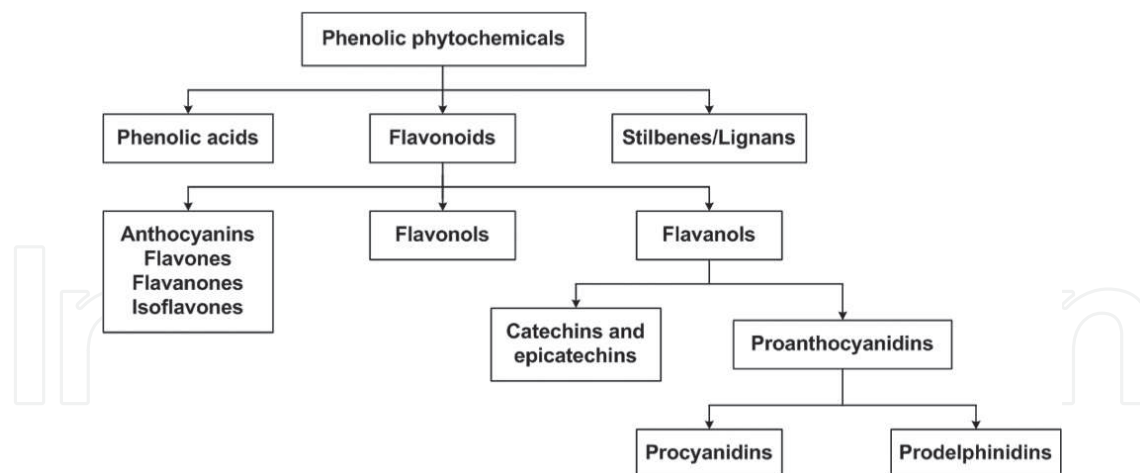 Phenolic phytochemicals
Phenolic acids
Flavonoids
Stilbenes/Lignans
Anthocyanins
Flavones
Flavanones
Isoflavones
Flavonols
Flavanols
Catechins and
epicatechins
Proanthocyanidins
Procyanidins
Prodelphinidins